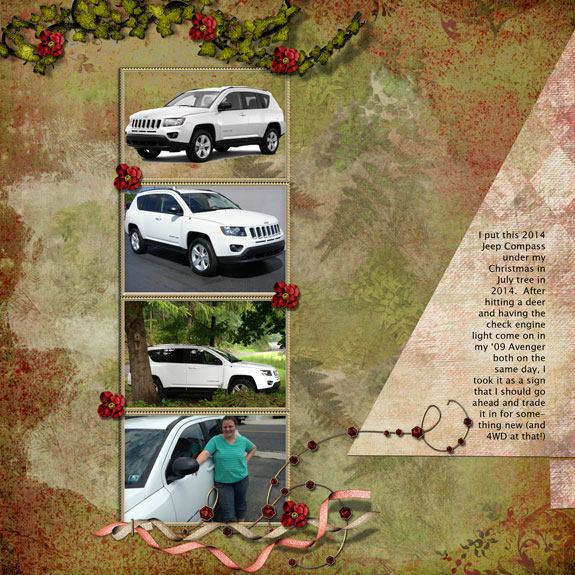 I put this 2014
Jeep Compass
under my
Christmas in
July tree in
2014.  After
hitting a deer
and having the
check engine
light come on in
my '09 Avenger
both on the
same day, I
took it as a sign
that I should go
ahead and trade
it in for some-
thing new (and
4WD at that!)